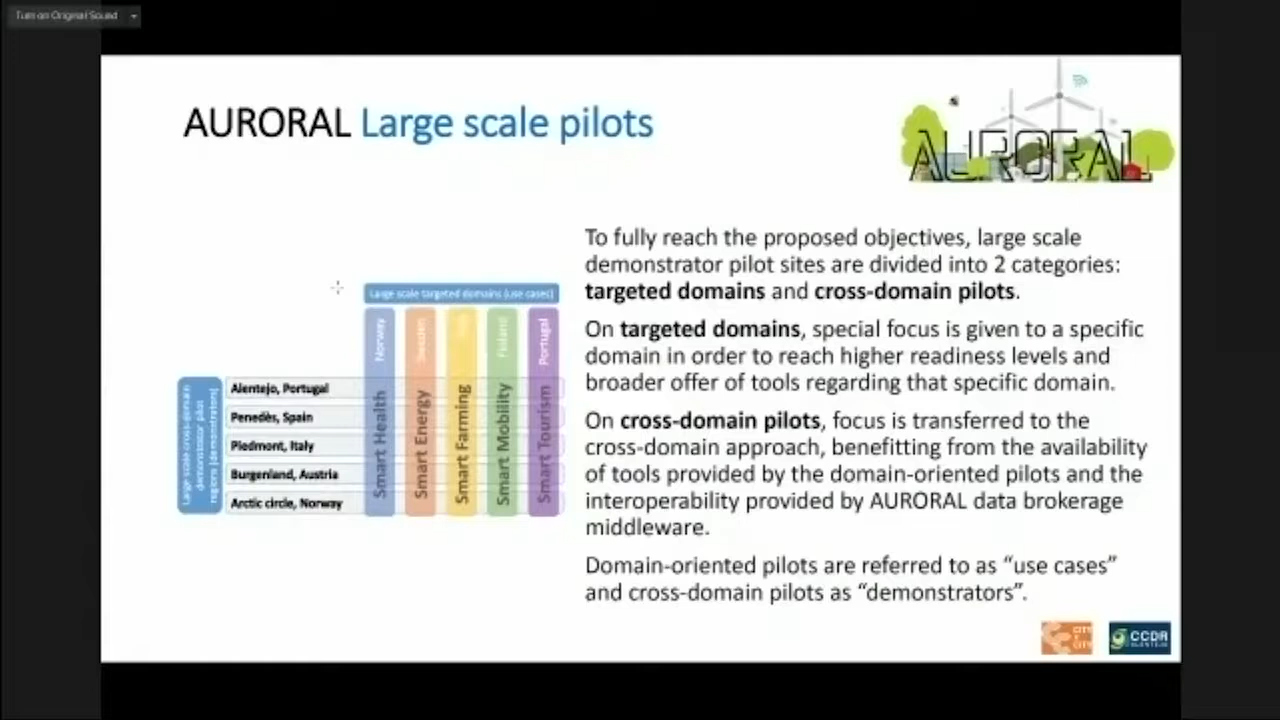 Turn on Original Sound
AURORAL Large scale pilots
AURORAL
To fully reach the proposed objectives, large scale
demonstrator pilot sites are divided into 2 categories:
targeted domains and cross-domain pilots.
On targeted domains, special focus is given to a specific
domain in order to reach higher readiness levels and
broader offer of tools regarding that specific domain.
On cross-domain pilots, focus is transferred to the
cross-domain approach, benefitting from the availability
of tools provided by the domain-oriented pilots and the
interoperability provided by AURORAL data brokerage
middleware.
Domain-oriented pilots are referred to as “use cases”
and cross-domain pilots as “demonstrators”.
Large scale targeted domains (use cases)
Norway
Sweden
Finland
Portugal
Smart Health
Smart Energy
Smart Farming
Smart Mobility
Smart Tourism
Large scale cross-domain
demonstrator pilot
regions (demonstrators)
Alentejo, Portugal
Penedès, Spain
Piedmont, Italy
Burgenland, Austria
Arctic circle, Norway
CITY
CITY
CCDR
ALENTEJO